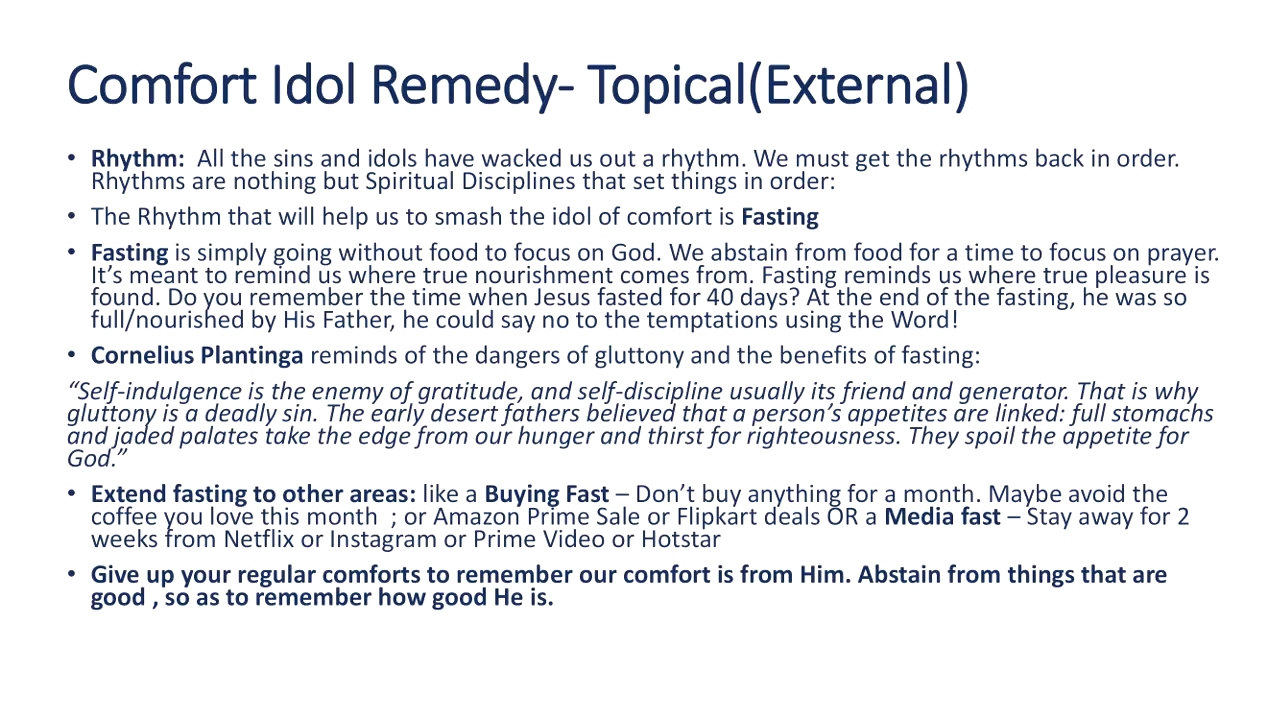 Comfort Idol Remedy- Topical(External)
• Rhythm:  All the sins and idols have wacked us out a rhythm. We must get the rhythms back in order.
Rhythms are nothing but Spiritual Disciplines that set things in order:
• The Rhythm that will help us to smash the idol of comfort is Fasting
• Fasting is simply going without food to focus on God. We abstain from food for a time to focus on prayer.
It’s meant to remind us where true nourishment comes from. Fasting reminds us where true pleasure is
found. Do you remember the time when Jesus fasted for 40 days? At the end of the fasting, he was so
full/nourished by His Father, he could say no to the temptations using the Word!
• Cornelius Plantinga reminds of the dangers of gluttony and the benefits of fasting:
“Self-indulgence is the enemy of gratitude, and self-discipline usually its friend and generator. That is why
gluttony is a deadly sin. The early desert fathers believed that a person’s appetites are linked: full stomachs
and jaded palates take the edge from our hunger and thirst for righteousness. They spoil the appetite for
God.”
• Extend fasting to other areas: like a Buying Fast – Don’t buy anything for a month. Maybe avoid the
coffee you love this month  ; or Amazon Prime Sale or Flipkart deals OR a Media fast – Stay away for 2
weeks from Netflix or Instagram or Prime Video or Hotstar
• Give up your regular comforts to remember our comfort is from Him. Abstain from things that are
good , so as to remember how good He is.